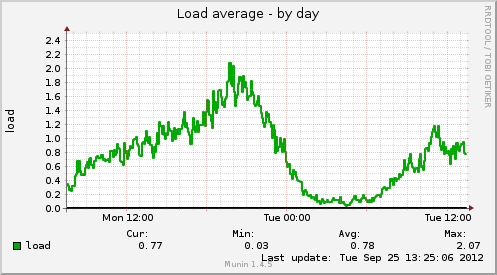 Load average - by day
RRDTOOL / TOBI OETIKER
load
2.4
2.2
2.0
1.8
1.6
1.4
1.2
1.0
0.8
0.6
0.4
0.2
0.0
Mon 12:00 Tue 00:00 Tue 12:00
Cur: Min: Avg: Max:
load 0.77 0.03 0.78 2.07
Last update: Tue Sep 25 13:25:06 2012
Munin 1.4.5